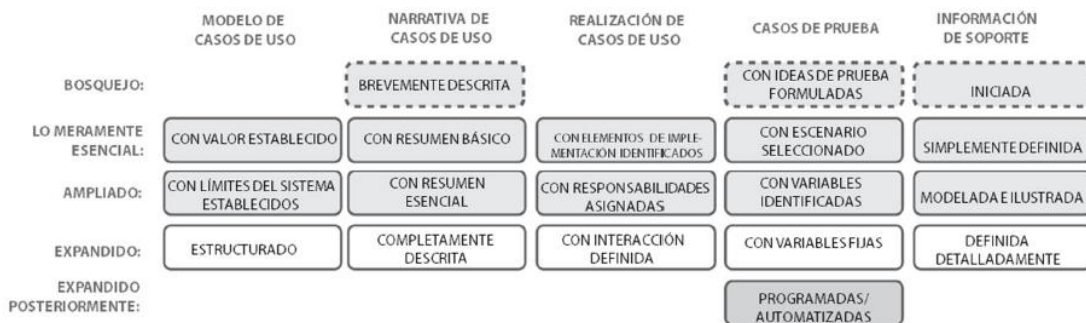 MODELO DE CASOS DE USO
NARRATIVA DE CASOS DE USO
REALIZACIÓN DE CASOS DE USO
CASOS DE PRUEBA
INFORMACIÓN DE SOPORTE
BOSQUEJO:
BREVEMENTE DESCRITA
CON IDEAS DE PRUEBA
FORMULADAS
INICIADA
LO MERAMENTE
ESENCIAL:
CON VALOR ESTABLECIDO
CON RESUMEN BÁSICO
CON ELEMENTOS DE IMPLE-
MENTACIÓN IDENTIFICADOS
CON ESCENARIO
SELECCIONADO
SIMPLEMENTE DEFINIDA
AMPLIADO:
CON LÍMITES DEL SISTEMA
ESTABLECIDOS
CON RESUMEN
ESENCIAL
CON RESPONSABILIDADES
ASIGNADAS
CON VARIABLES
IDENTIFICADAS
MODELADA E ILUSTRADA
EXPANDIDO:
ESTRUCTURADO
COMPLETAMENTE
DESCRITA
CON INTERACCIÓN
DEFINIDA
CON VARIABLES FIJAS
DEFINIDA
DETALLADAMENTE
EXPANDIDO
POSTERIORMENTE:
PROGRAMADAS/
AUTOMATIZADAS